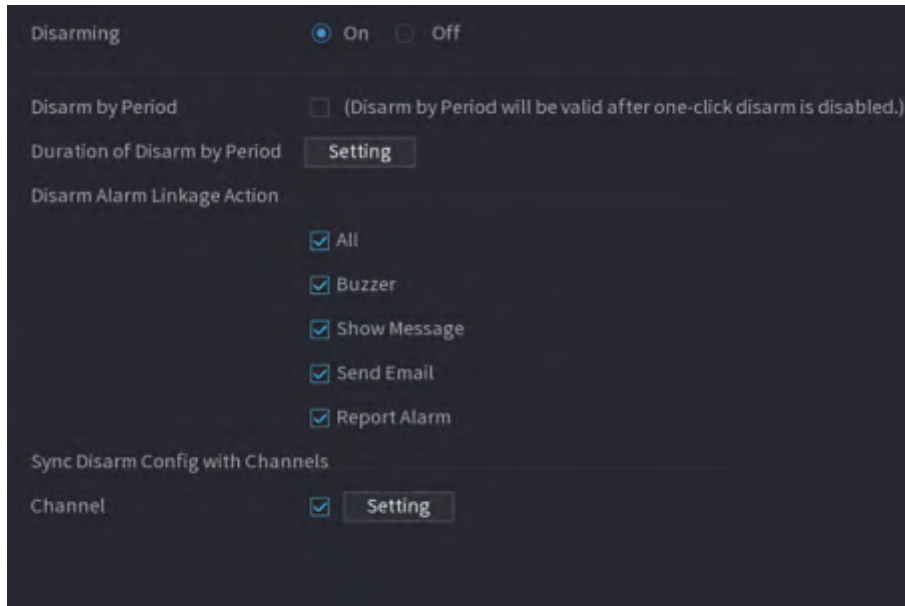 Disarming On Off
Disarm by Period (Disarm by Period will be valid after one-click disarm is disabled.)
Duration of Disarm by Period Setting
Disarm Alarm Linkage Action
All
Buzzer
Show Message
Send Email
Report Alarm
Sync Disarm Config with Channels
Channel Setting